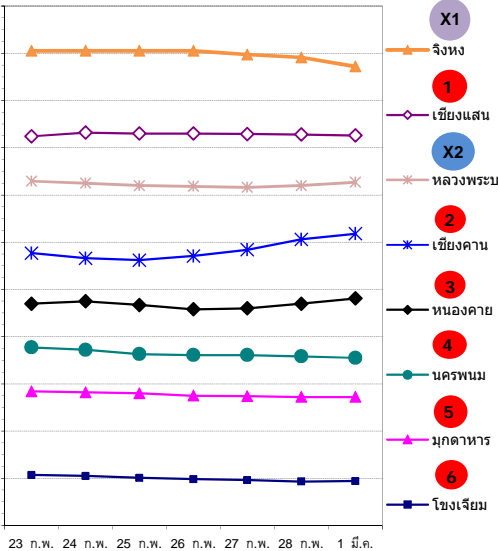 X1
จิงหง
1
เชียงแสน
X2
หลวงพระบ
2
เชียงคาน
3
หนองคาย
4
นครพนม
5
มุกดาหาร
6
โขงเจียม
23 ก.พ. 24 ก.พ. 25 ก.พ. 26 ก.พ. 27 ก.พ. 28 ก.พ. 1 มี.ค.